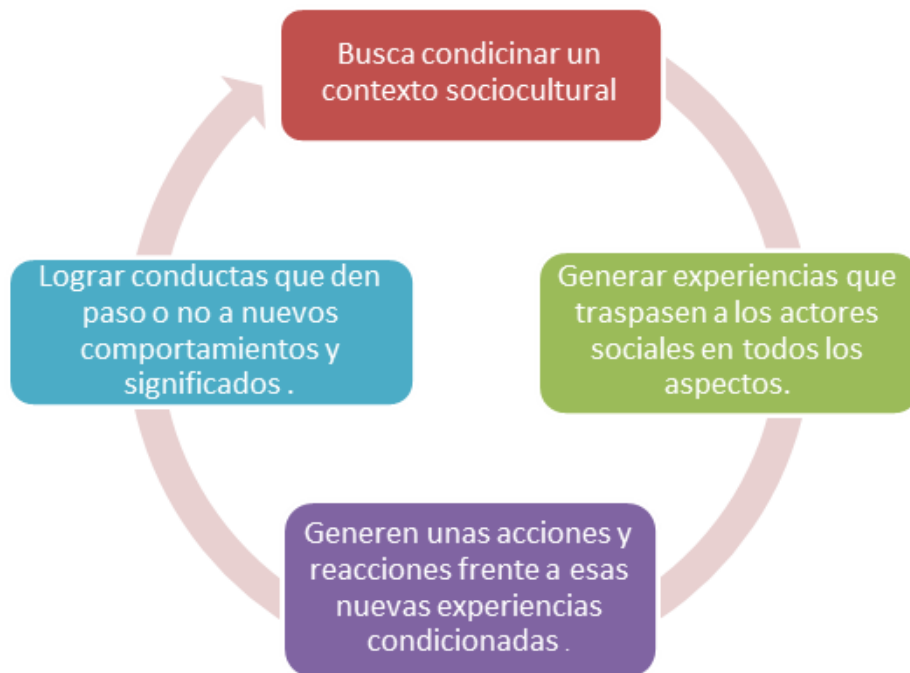 Busca condicinar un
contexto sociocultural
Generar experiencias que
traspasen a los actores
sociales en todos los
aspectos.
Generen unas acciones y
reacciones frente a esas
nuevas experiencias
condicionadas .
Lograr conductas que den
paso o no a nuevos
comportamientos y
significados .